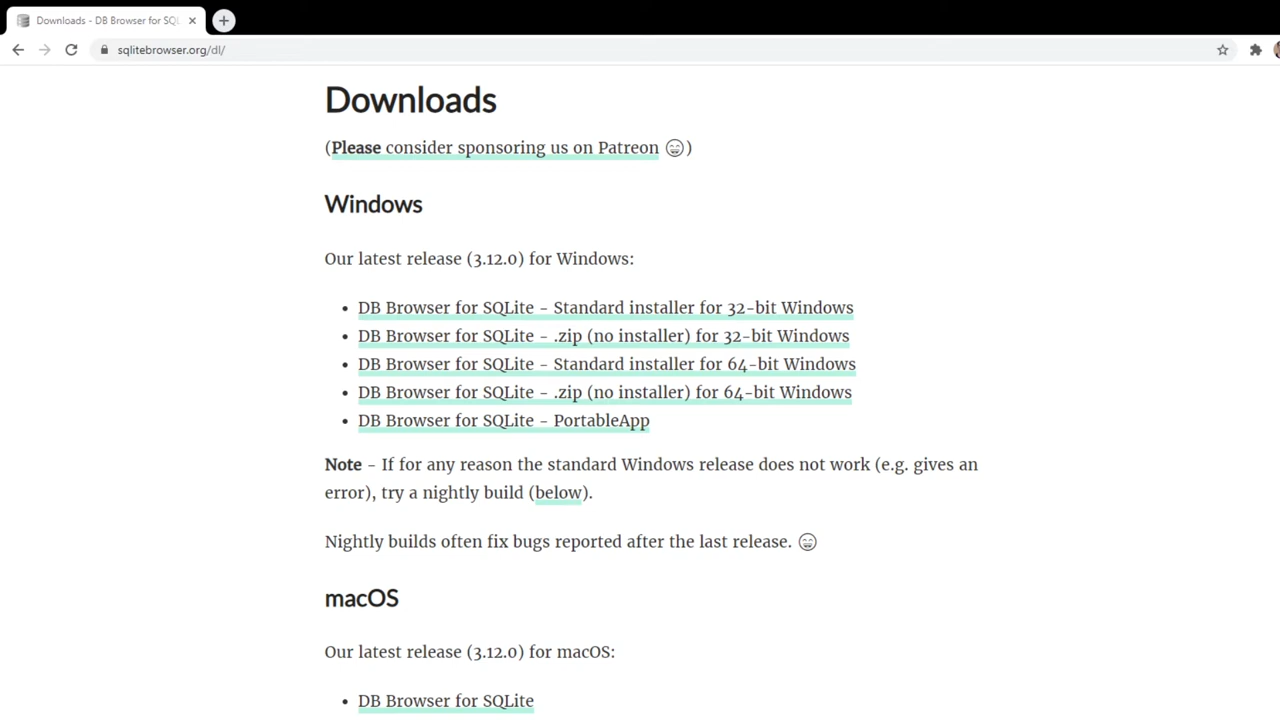 Downloads - DB Browser for SQL
sqlitebrowser.org/dl/
Downloads
(Please consider sponsoring us on Patreon 😄)
Windows
Our latest release (3.12.0) for Windows:
• DB Browser for SQLite - Standard installer for 32-bit Windows
• DB Browser for SQLite - .zip (no installer) for 32-bit Windows
• DB Browser for SQLite - Standard installer for 64-bit Windows
• DB Browser for SQLite - .zip (no installer) for 64-bit Windows
• DB Browser for SQLite - PortableApp
Note - If for any reason the standard Windows release does not work (e.g. gives an
error), try a nightly build (below).
Nightly builds often fix bugs reported after the last release. 😄
macOS
Our latest release (3.12.0) for macOS:
• DB Browser for SQLite